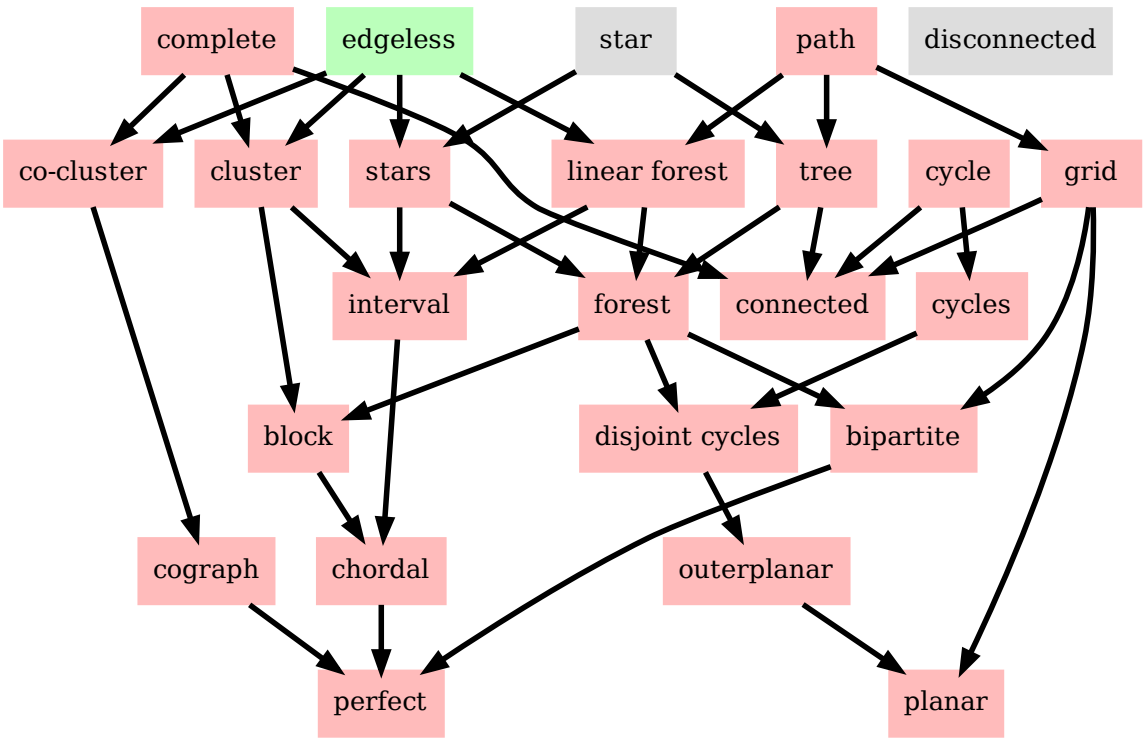 complete
edgeless
star
path
disconnected
co-cluster
cluster
stars
linear forest
tree
cycle
grid
interval
forest
connected
cycles
block
disjoint cycles
bipartite
cograph
chordal
outerplanar
perfect
planar